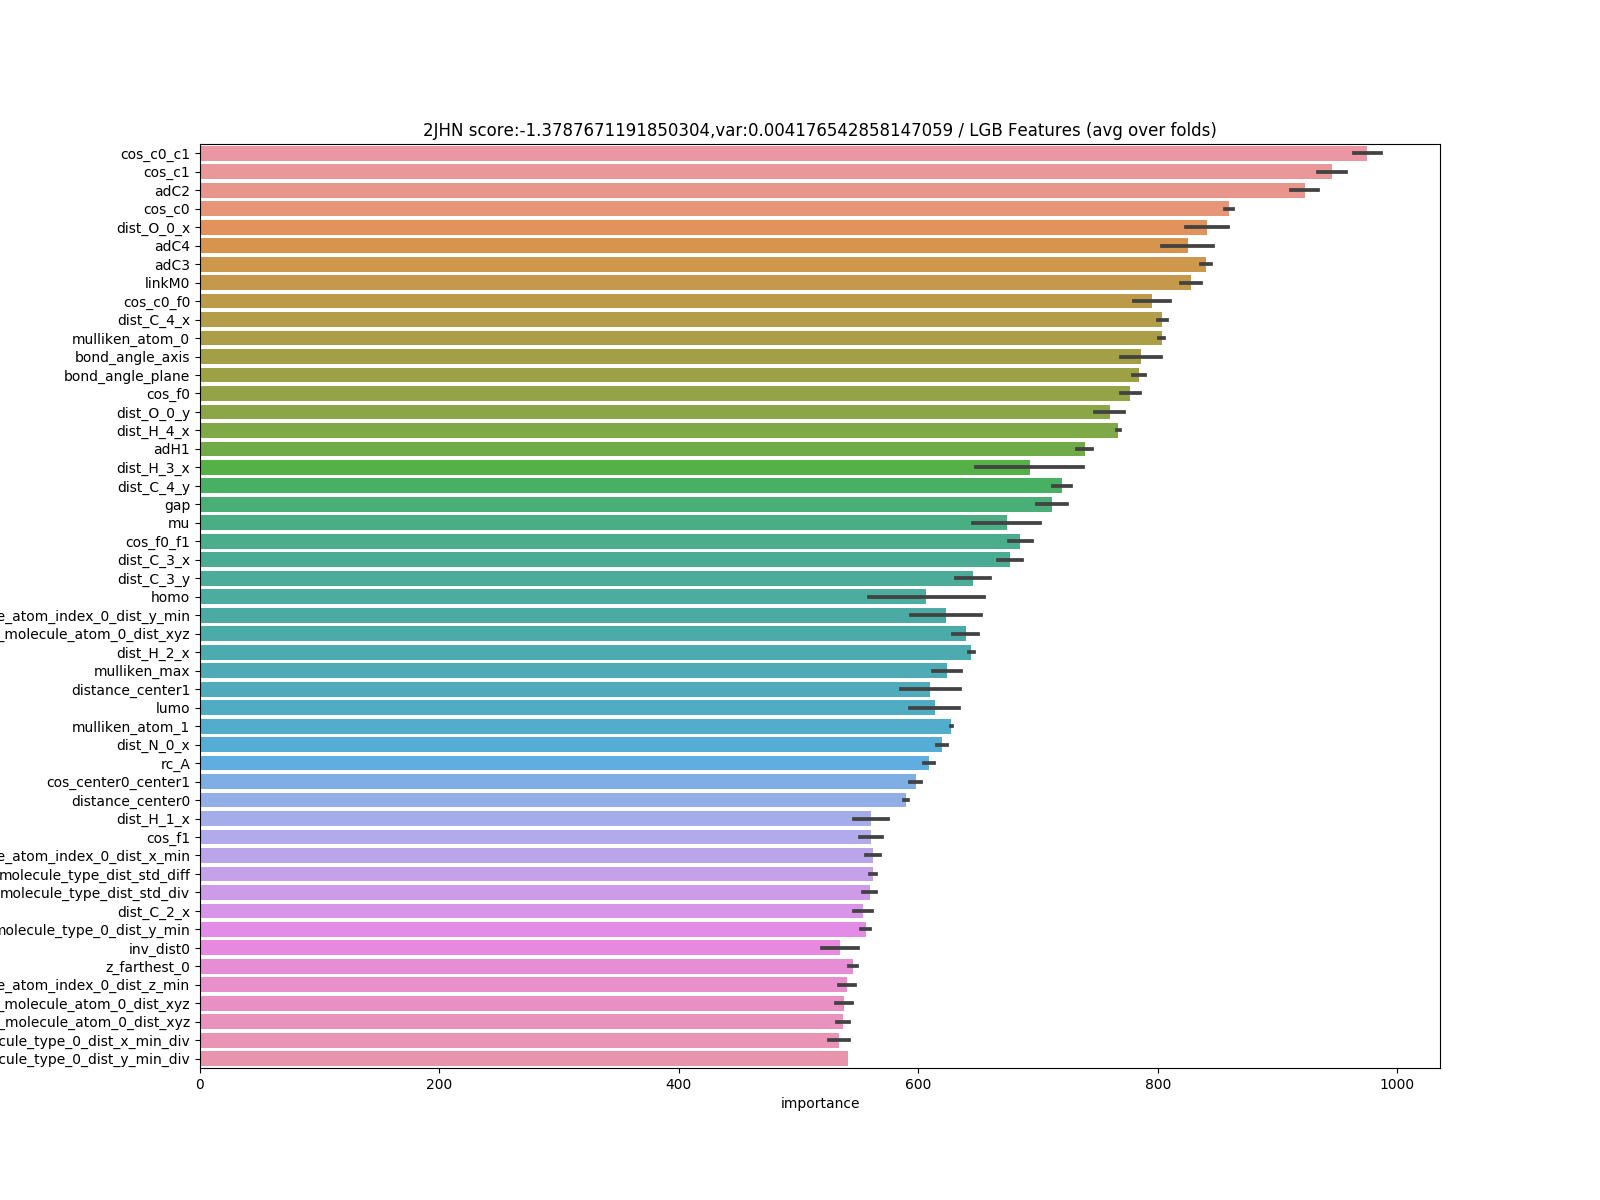 2JHN score:-1.3787671191850304,var:0.004176542858147059 / LGB Features (avg over folds)
cos_c0_c1
cos_c1
adC2
cos_c0
dist_O_0_x
adC4
adC3
linkM0
cos_c0_f0
dist_C_4_x
mulliken_atom_0
bond_angle_axis
bond_angle_plane
cos_f0
dist_O_0_y
dist_H_4_x
adH1
dist_H_3_x
dist_C_4_y
gap
mu
cos_f0_f1
dist_C_3_x
dist_C_3_y
homo
e_atom_index_0_dist_y_min
_molecule_atom_0_dist_xyz
dist_H_2_x
mulliken_max
distance_center1
lumo
mulliken_atom_1
dist_N_0_x
rc_A
cos_center0_center1
distance_center0
dist_H_1_x
cos_f1
e_atom_index_0_dist_x_min
molecule_type_dist_std_diff
molecule_type_dist_std_div
dist_C_2_x
molecule_type_0_dist_y_min
inv_dist0
z_farthest_0
e_atom_index_0_dist_z_min
_molecule_atom_0_dist_xyz
_molecule_atom_0_dist_xyz
cule_type_0_dist_x_min_div
cule_type_0_dist_y_min_div
0 200 400 600 800 1000
importance